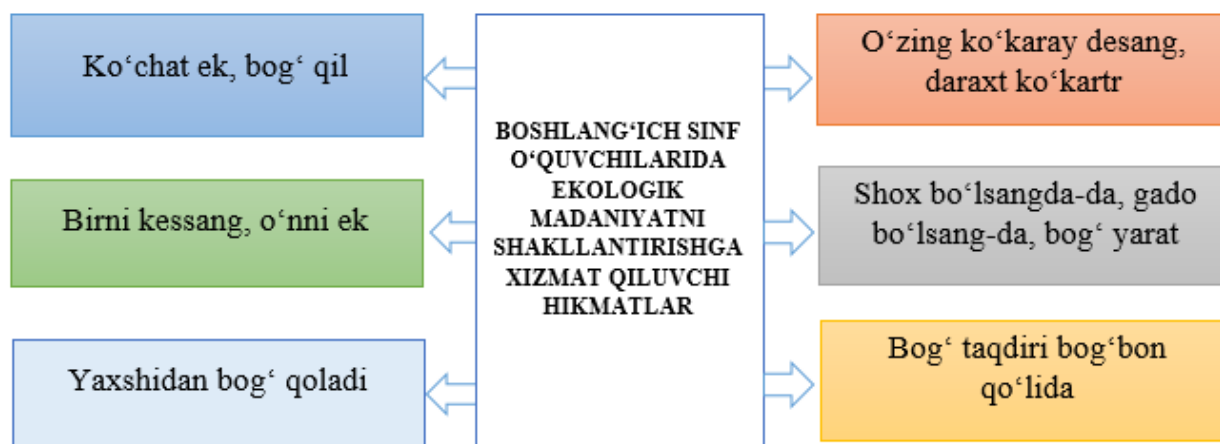 Ko‘chat ek, bog‘ qil
Birni kessang, o‘nni ek
Yaxshidan bog‘ qoladi
BOSHLANG‘ICH SINF
O‘QUVCHILARIDA
EKOLOGIK
MADANIYATNI
SHAKLLANTIRISHGA
XIZMAT QILUVCHI
HIKMATLAR
O‘zing ko‘karay desang,
daraxt ko‘kartr
Shox bo‘lsangda-da, gado
bo‘lsang-da, bog‘ yarat
Bog‘ taqdiri bog‘bon
qo‘lida